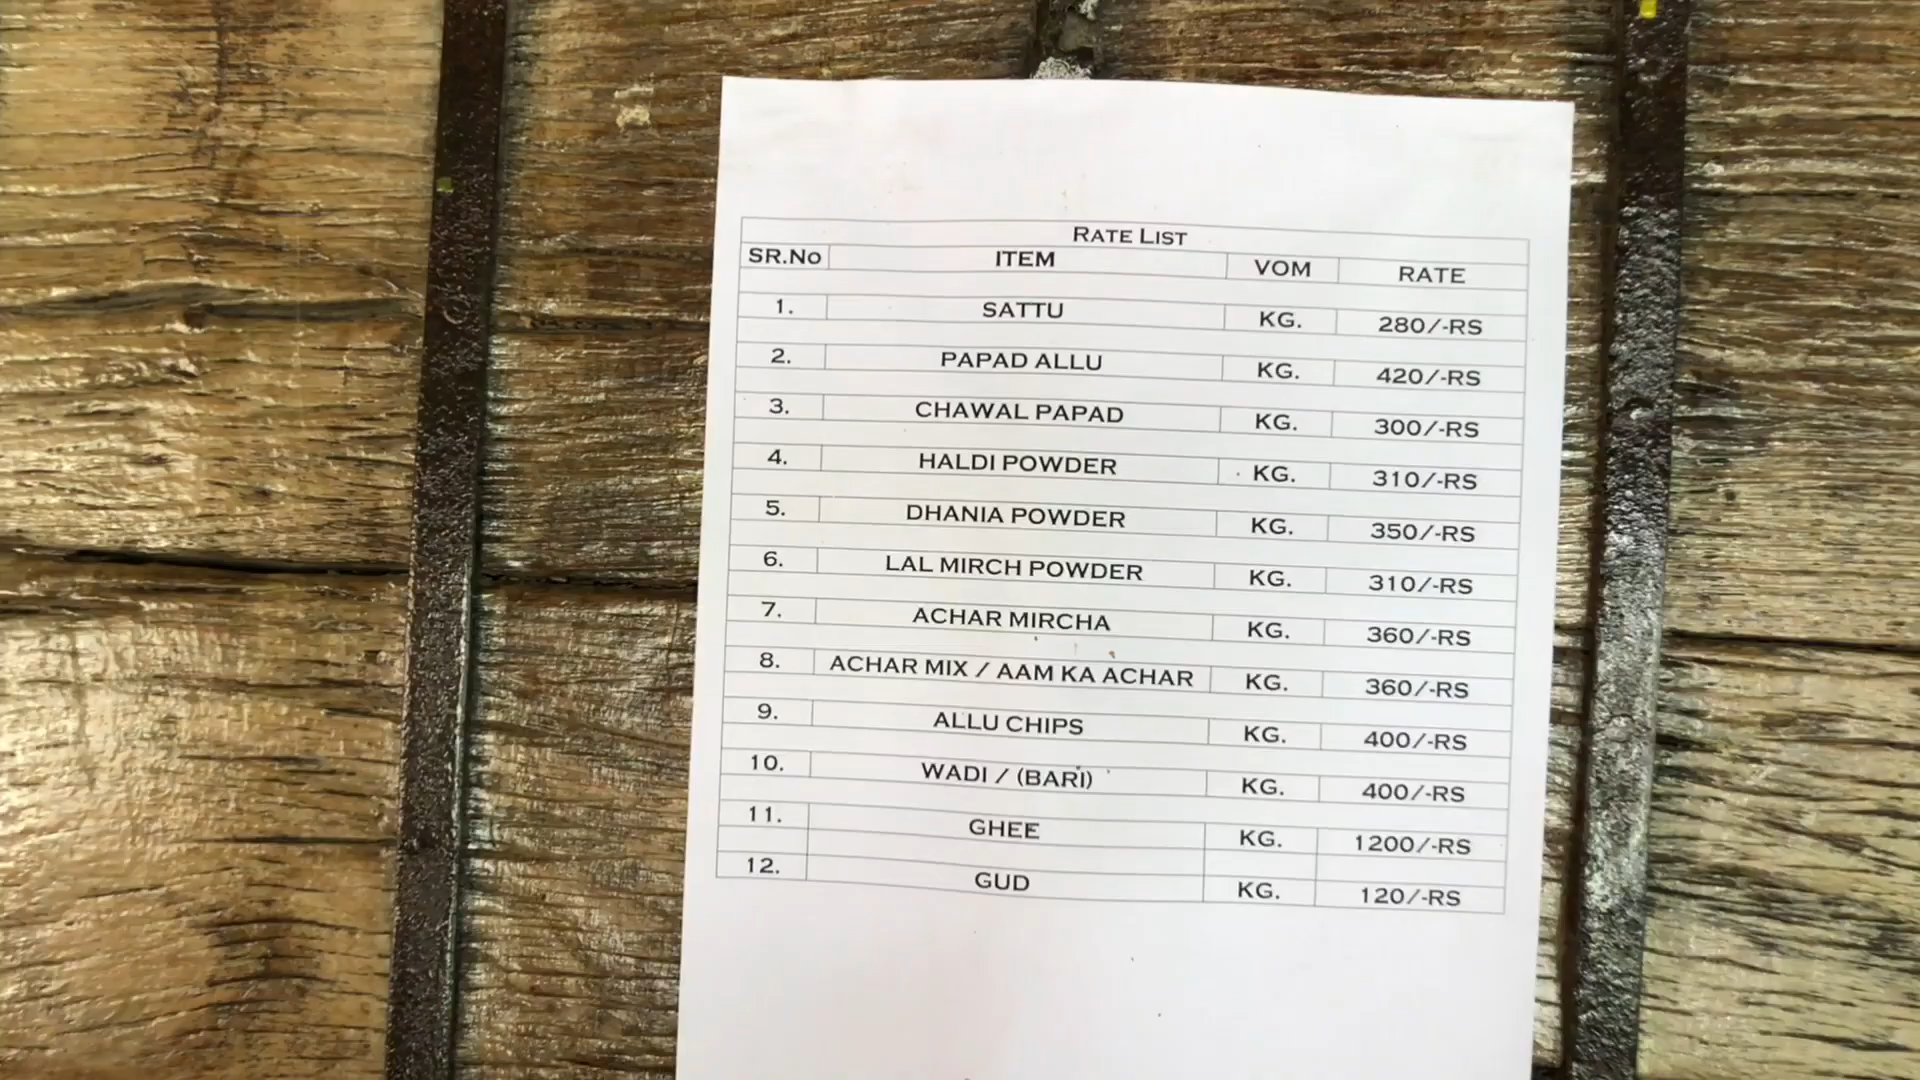 RATE LIST
SR.NO ITEM VOM RATE
1. SATTU KG. 280/-RS
2. PAPAD ALLU KG. 420/-RS
3. CHAWAL PAPAD KG. 300/-RS
4. HALDI POWDER KG. 310/-RS
5. DHANIA POWDER KG. 350/-RS
6. LAL MIRCH POWDER KG. 310/-RS
7. ACHAR MIRCHA KG. 360/-RS
8. ACHAR MIX / AAM KA ACHAR KG. 360/-RS
9. ALLU CHIPS KG. 400/-RS
10. WADI / (BARI) KG. 400/-RS
11. GHEE KG. 1200/-RS
12. GUD KG. 120/-RS